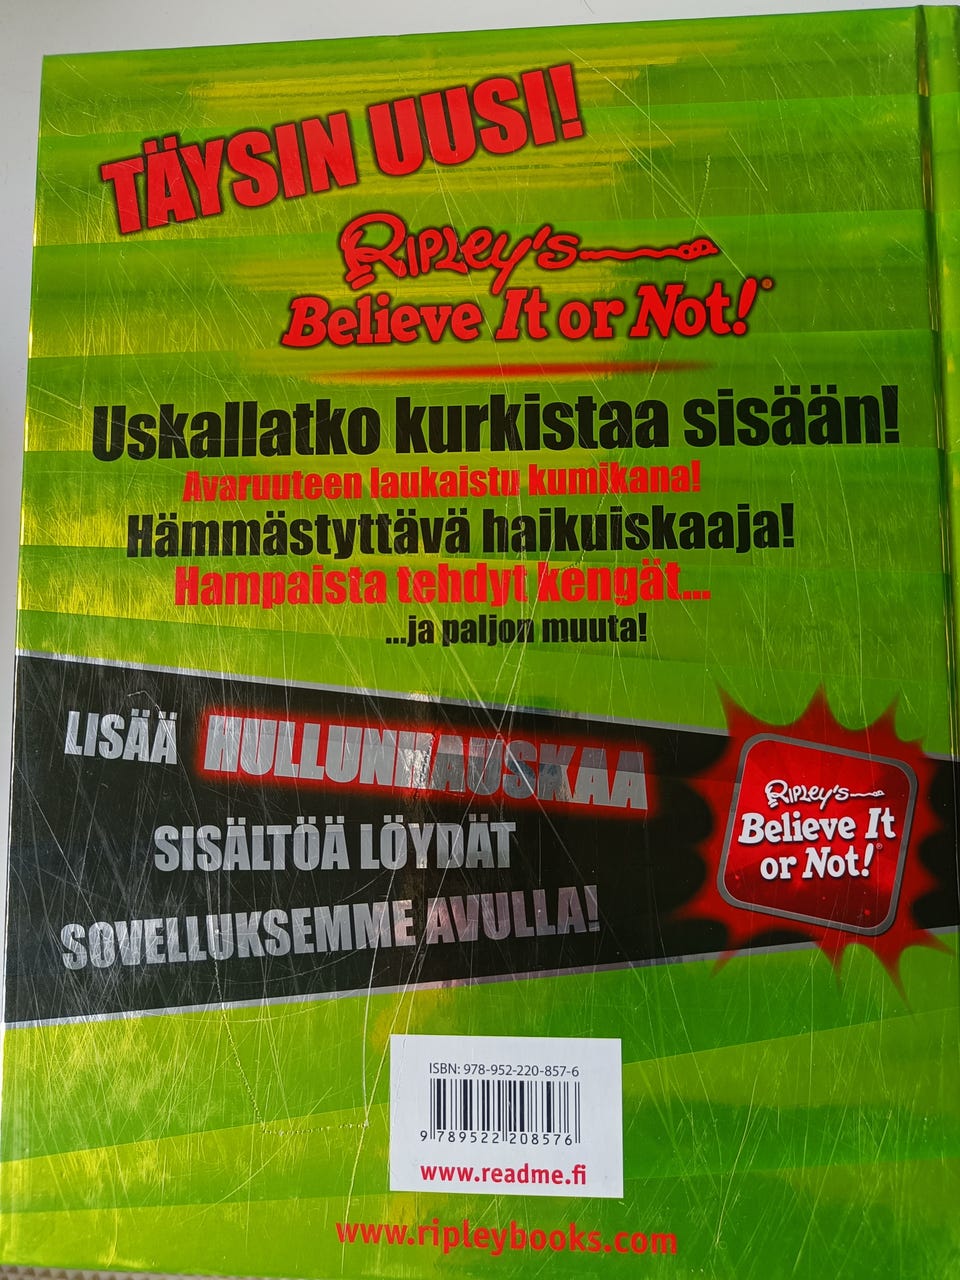 TÄYSIN UUSI!
RIPLEY'S
Believe It or Not!®
Uskallatko kurkistaa sisään!
Avaruuteen laukaistu kumikana!
Hämmästyttävä haikuiskaaja!
Hampaista tehdyt kengät...
...ja paljon muuta!
LISÄÄ HULLUNHAUSKAA
SISÄLTÖÄ LÖYDÄT
SOVELLUKSEMME AVULLA!
RIPLEY'S
Believe It
or Not!®
ISBN: 978-952-220-857-6
9 789522 208576
www.readme.fi
www.ripleybooks.com